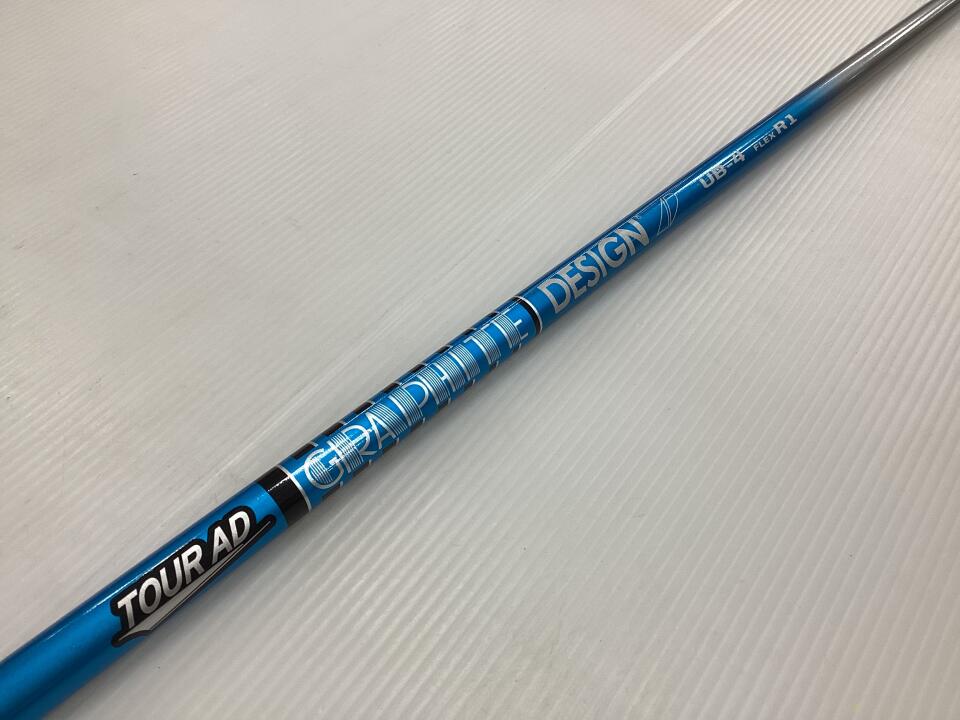 TOUR AD
GRAPHITE DESIGN
UB-4 FLEX R1